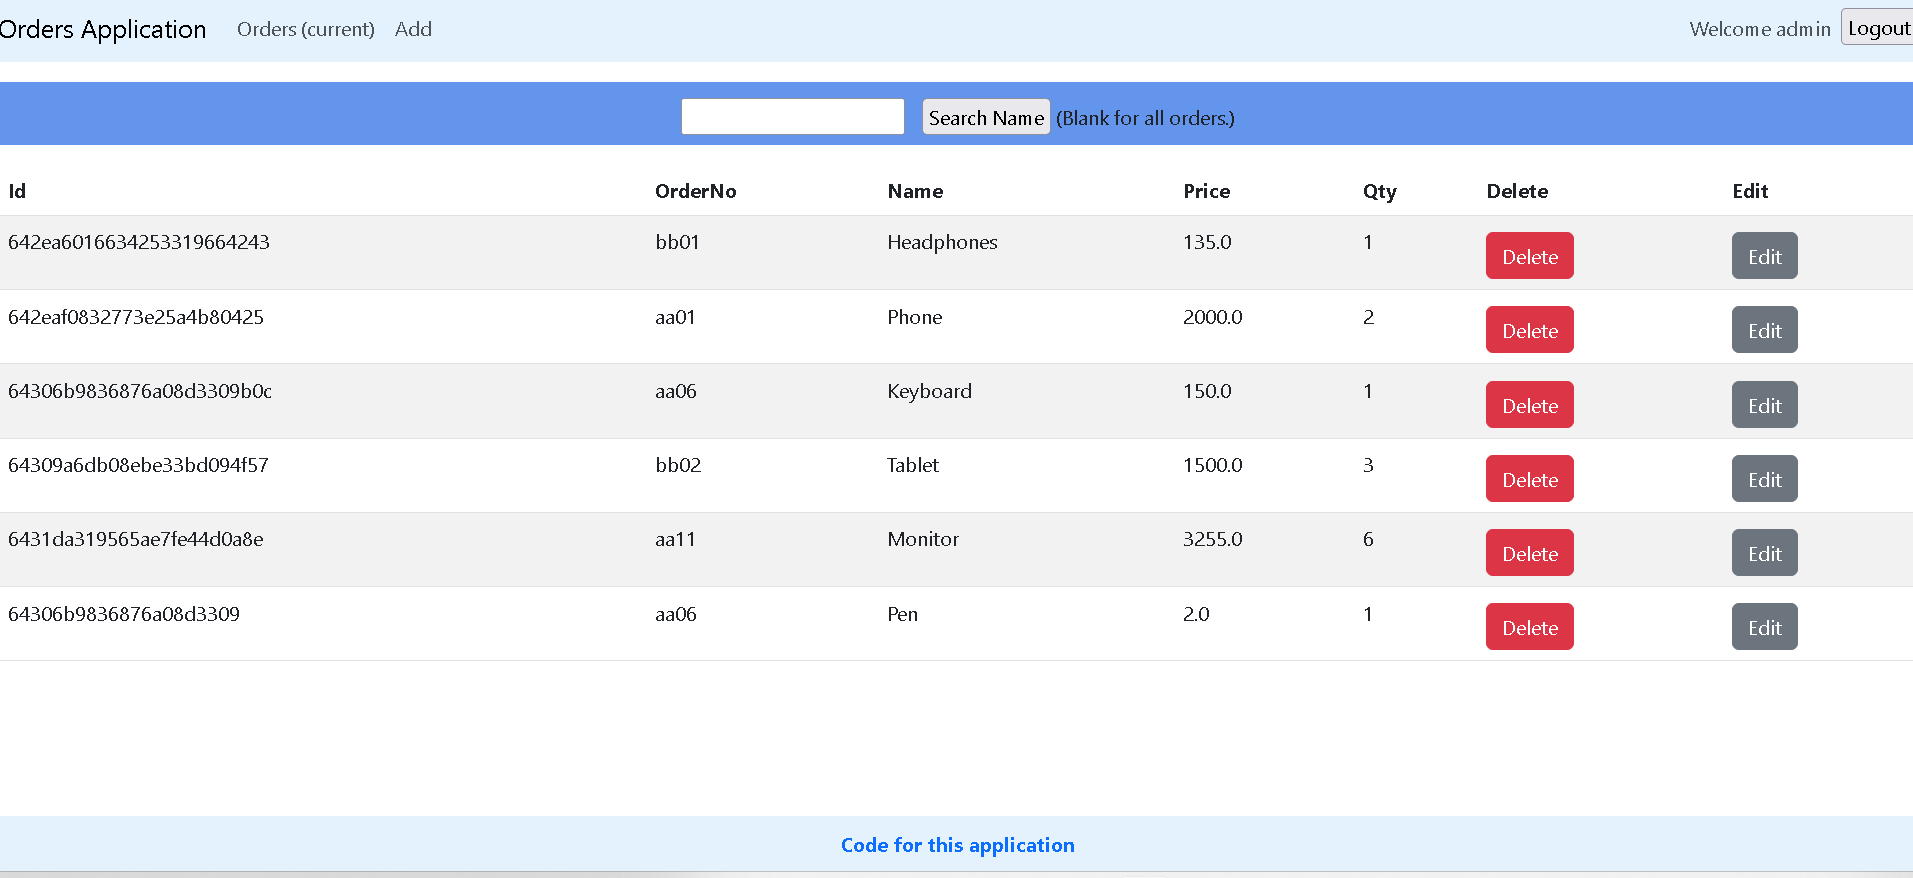 Orders Application Orders (current) Add Welcome admin Logout
Search Name (Blank for all orders.)
Id OrderNo Name Price Qty Delete Edit
642ea6016634253319664243 bb01 Headphones 135.0 1 Delete Edit
642eaf0832773e25a4b80425 aa01 Phone 2000.0 2 Delete Edit
64306b9836876a08d3309b0c aa06 Keyboard 150.0 1 Delete Edit
64309a6db08ebe33bd094f57 bb02 Tablet 1500.0 3 Delete Edit
6431da319565ae7fe44d0a8e aa11 Monitor 3255.0 6 Delete Edit
64306b9836876a08d3309 aa06 Pen 2.0 1 Delete Edit
Code for this application